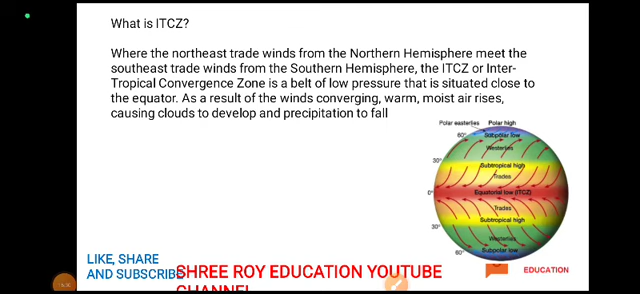 What is ITCZ?
Where the northeast trade winds from the Northern Hemisphere meet the
southeast trade winds from the Southern Hemisphere, the ITCZ or Inter-
Tropical Convergence Zone is a belt of low pressure that is situated close to
the equator. As a result of the winds converging, warm, moist air rises,
causing clouds to develop and precipitation to fall
Polar easterlies Polar high
60° Subpolar low
Westerlies
30°
Subtropical high
Trades
0° Equatorial low (ITCZ)
Trades
Subtropical high
30°
Westerlies
60° Subpolar low
LIKE, SHARE
AND SUBSCRIBE
SHREE ROY EDUCATION YOUTUBE
CHANNEL
EDUCATION